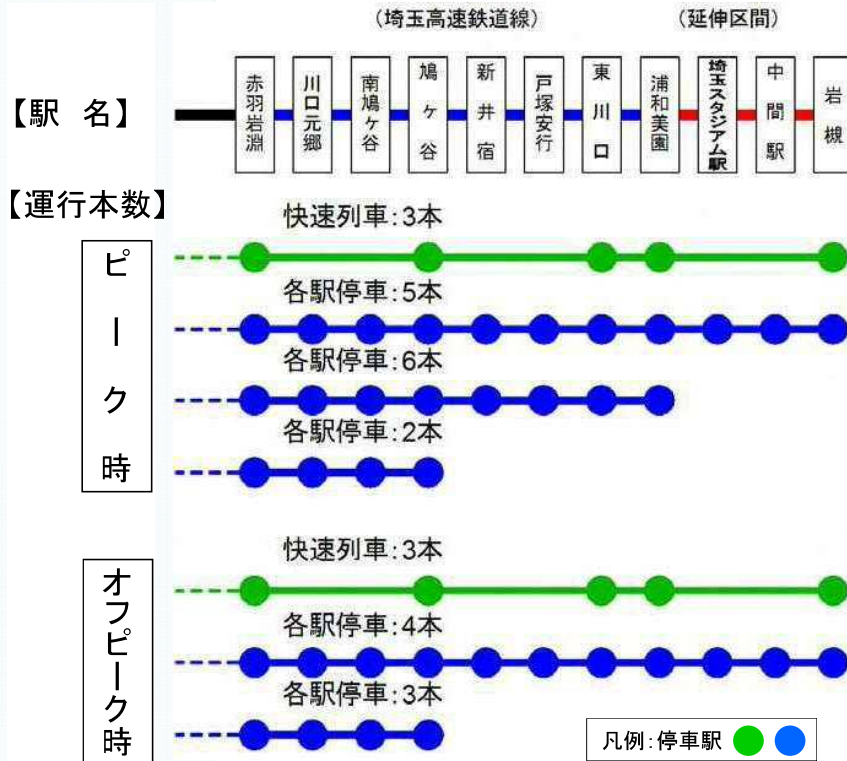 （埼玉高速鉄道線）
（延伸区間）
【駅 名】
赤羽岩淵
川口元郷
南鳩ヶ谷
鳩ヶ谷
新井宿
戸塚安行
東川口
浦和美園
埼玉スタジアム駅
中間駅
岩槻
【運行本数】
ピーク時
快速列車:3本
各駅停車:5本
各駅停車:6本
各駅停車:2本
オフピーク時
快速列車:3本
各駅停車:4本
各駅停車:3本
凡例:停車駅